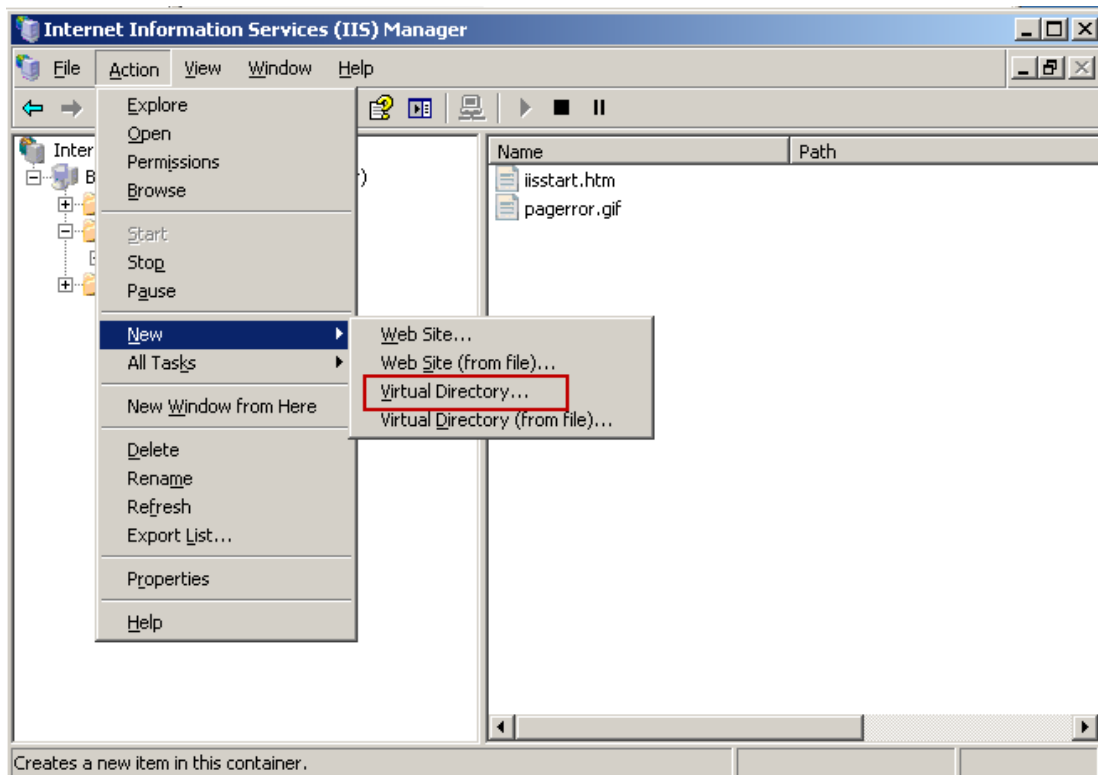 Internet Information Services (IIS) Manager
File Action View Window Help
Explore
Open
Permissions
Browse
Start
Stop
Pause
New
All Tasks
New Window from Here
Delete
Rename
Refresh
Export List...
Properties
Help
Web Site...
Web Site (from file)...
Virtual Directory...
Virtual Directory (from file)...
Inter
B
)
Name Path
iisstart.htm
pagerror.gif
Creates a new item in this container.